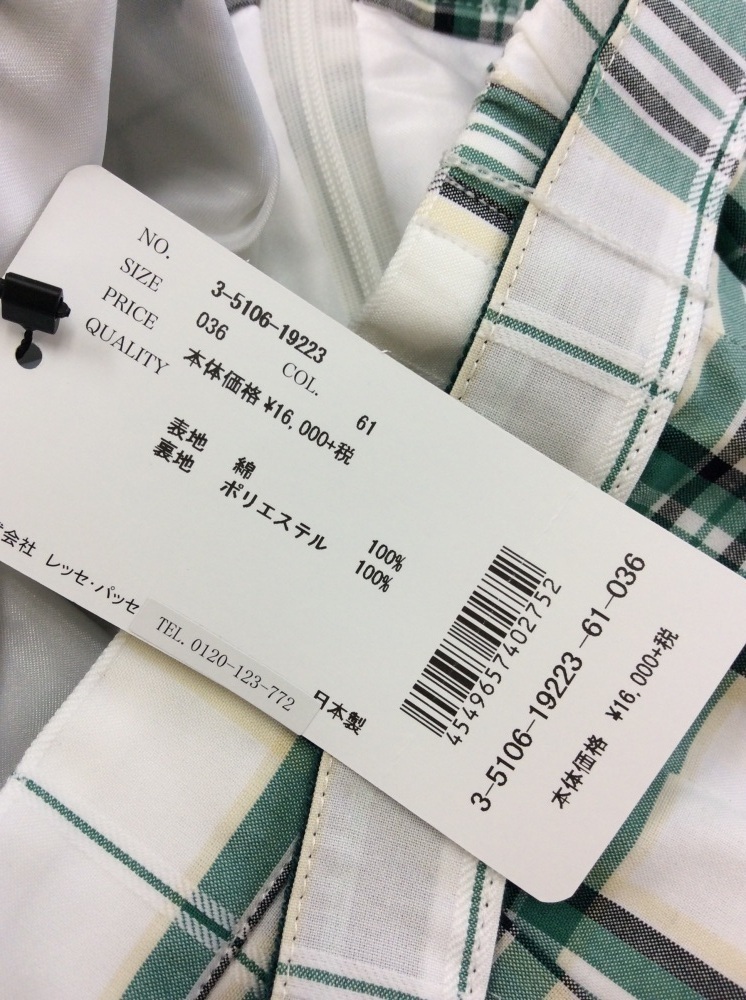 NO. 3-5106-19223
SIZE 036 COL. 61
PRICE 本体価格 ¥16,000+税
QUALITY
表地 綿 100%
裏地 ポリエステル 100%
会社 レッセ・パッセ
TEL. 0120-123-772
日本製
4549657402752
3-5106-19223 -61-036
本体価格 ¥16,000+税